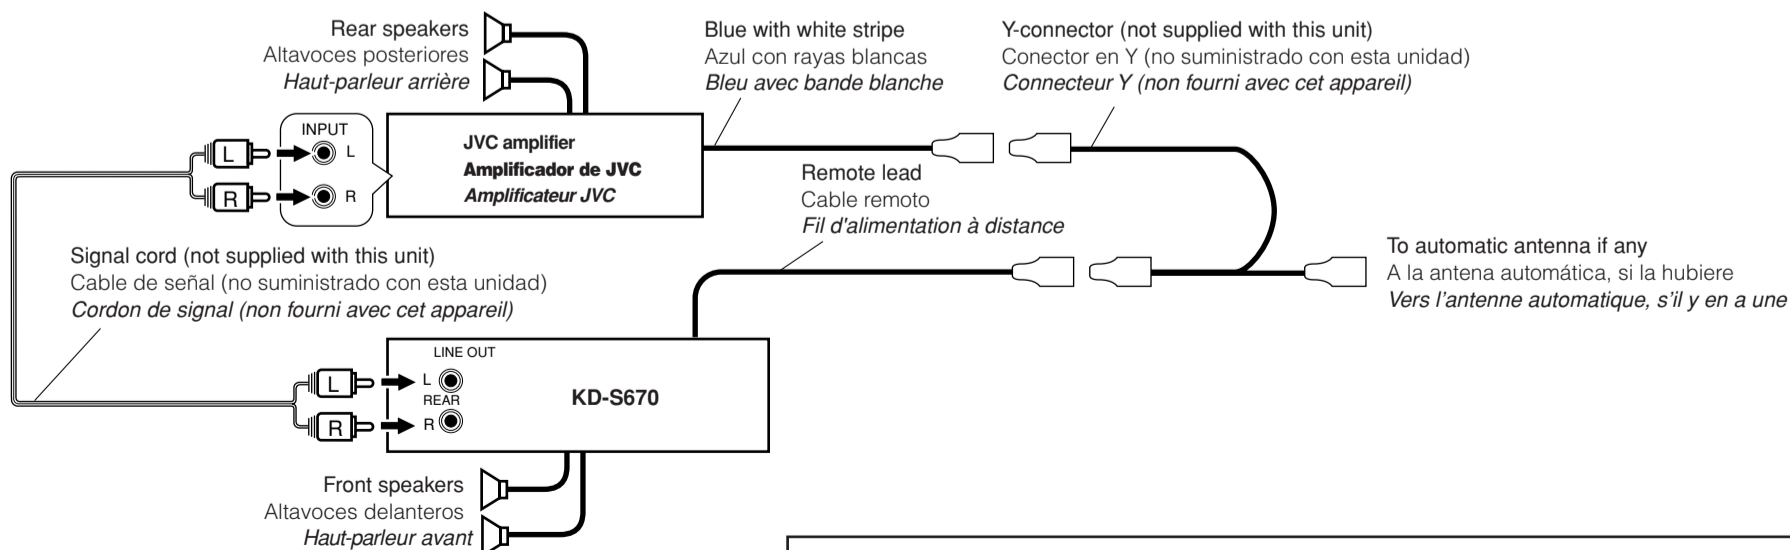 Rear speakers
Altavoces posteriores
Haut-parleur arrière
Blue with white stripe
Azul con rayas blancas
Bleu avec bande blanche
Y-connector (not supplied with this unit)
Conector en Y (no suministrado con esta unidad)
Connecteur Y (non fourni avec cet appareil)
INPUT
L
L
R
R
JVC amplifier
Amplificador de JVC
Amplificateur JVC
Remote lead
Cable remoto
Fil d'alimentation à distance
Signal cord (not supplied with this unit)
Cable de señal (no suministrado con esta unidad)
Cordon de signal (non fourni avec cet appareil)
To automatic antenna if any
A la antena automática, si la hubiere
Vers l'antenne automatique, s'il y en a une
LINE OUT
L
L
REAR
R
R
KD-S670
Front speakers
Altavoces delanteros
Haut-parleur avant